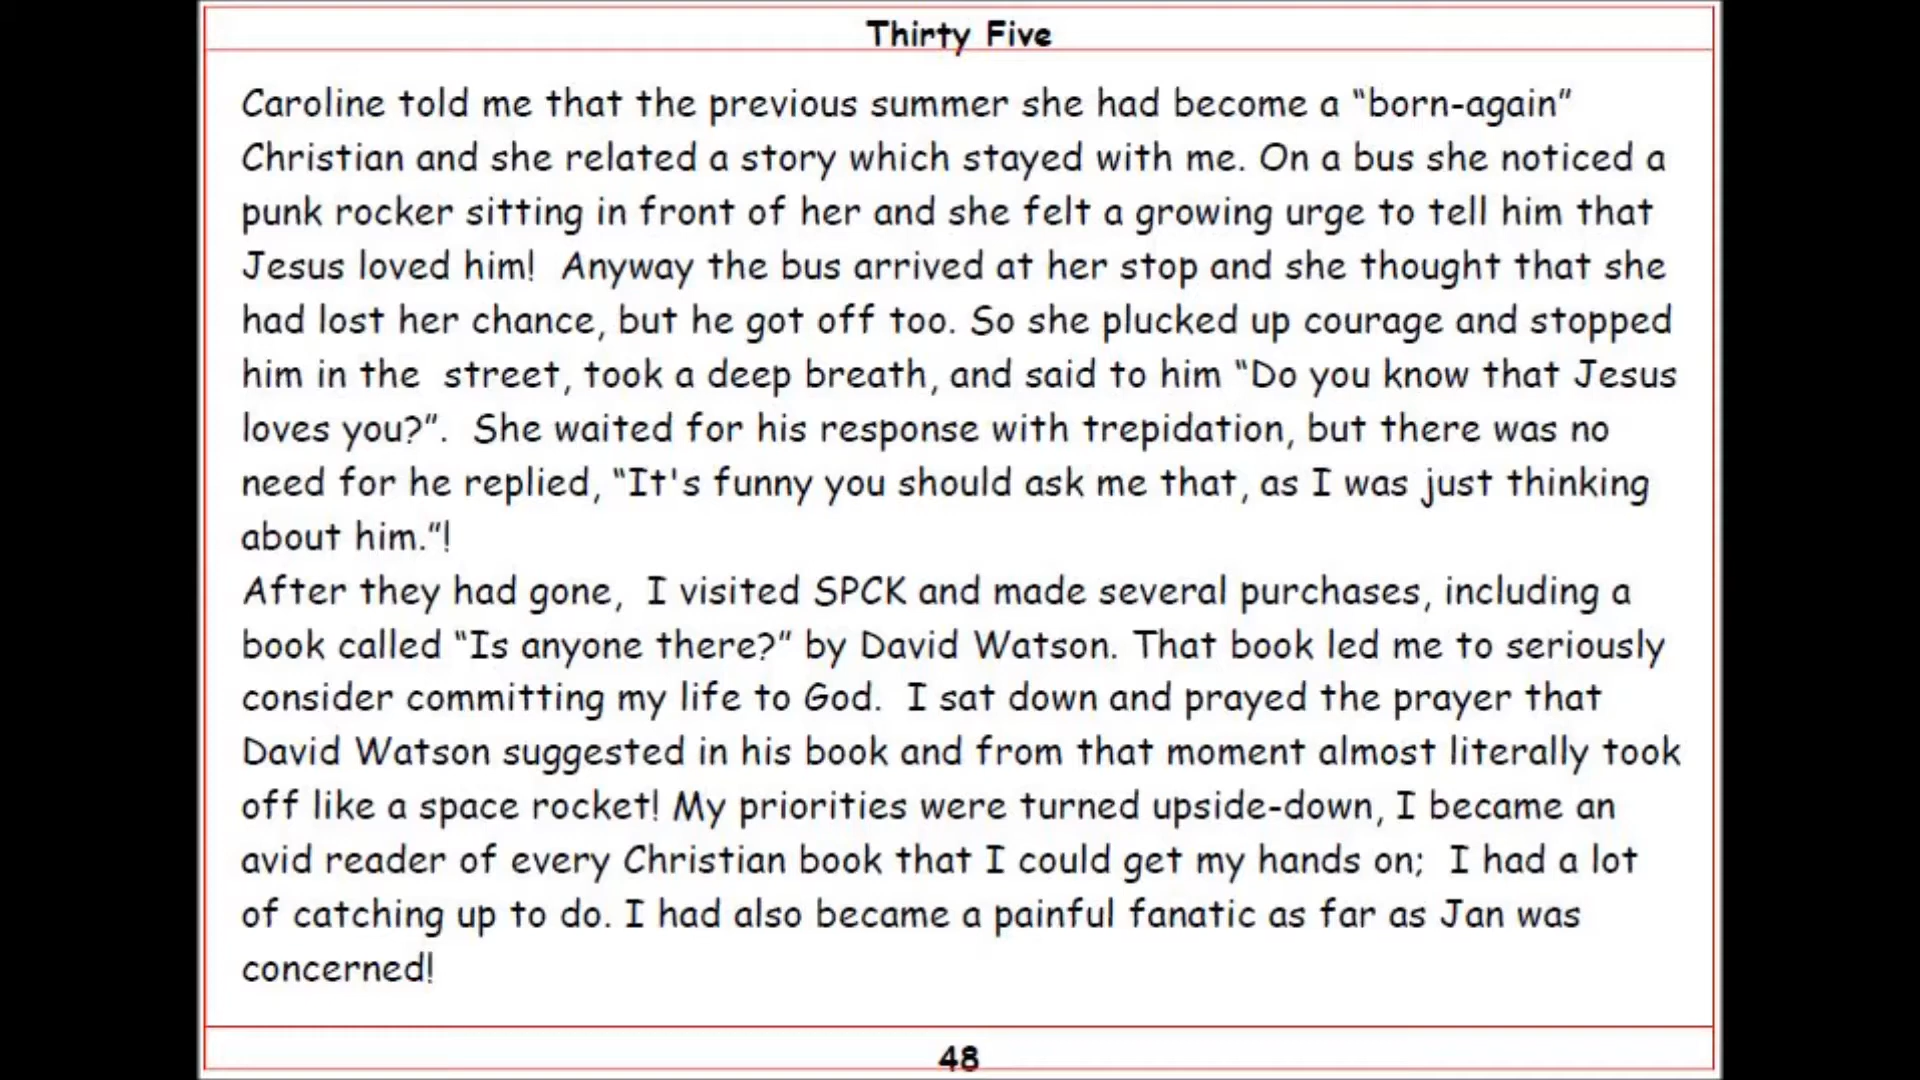 Thirty Five
Caroline told me that the previous summer she had become a “born-again”
Christian and she related a story which stayed with me. On a bus she noticed a
punk rocker sitting in front of her and she felt a growing urge to tell him that
Jesus loved him!  Anyway the bus arrived at her stop and she thought that she
had lost her chance, but he got off too. So she plucked up courage and stopped
him in the  street, took a deep breath, and said to him “Do you know that Jesus
loves you?”.  She waited for his response with trepidation, but there was no
need for he replied, “It's funny you should ask me that, as I was just thinking
about him.”!
After they had gone,  I visited SPCK and made several purchases, including a
book called “Is anyone there?” by David Watson. That book led me to seriously
consider committing my life to God.  I sat down and prayed the prayer that
David Watson suggested in his book and from that moment almost literally took
off like a space rocket! My priorities were turned upside-down, I became an
avid reader of every Christian book that I could get my hands on;  I had a lot
of catching up to do. I had also became a painful fanatic as far as Jan was
concerned!
48